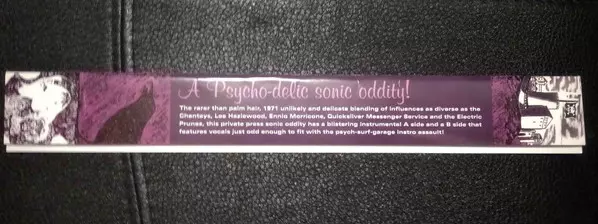 A Psycho-delic sonic oddity!
The rarer than palm hair, 1971 unlikely and delicate blending of influences as diverse as the
Chantays, Lee Hazlewood, Ennio Morricone, Quicksilver Messenger Service and the Electric
Prunes, this private press sonic oddity has a blistering instrumental A side and a B side that
features vocals just odd enough to fit with the psych-surf-garage instro assault!